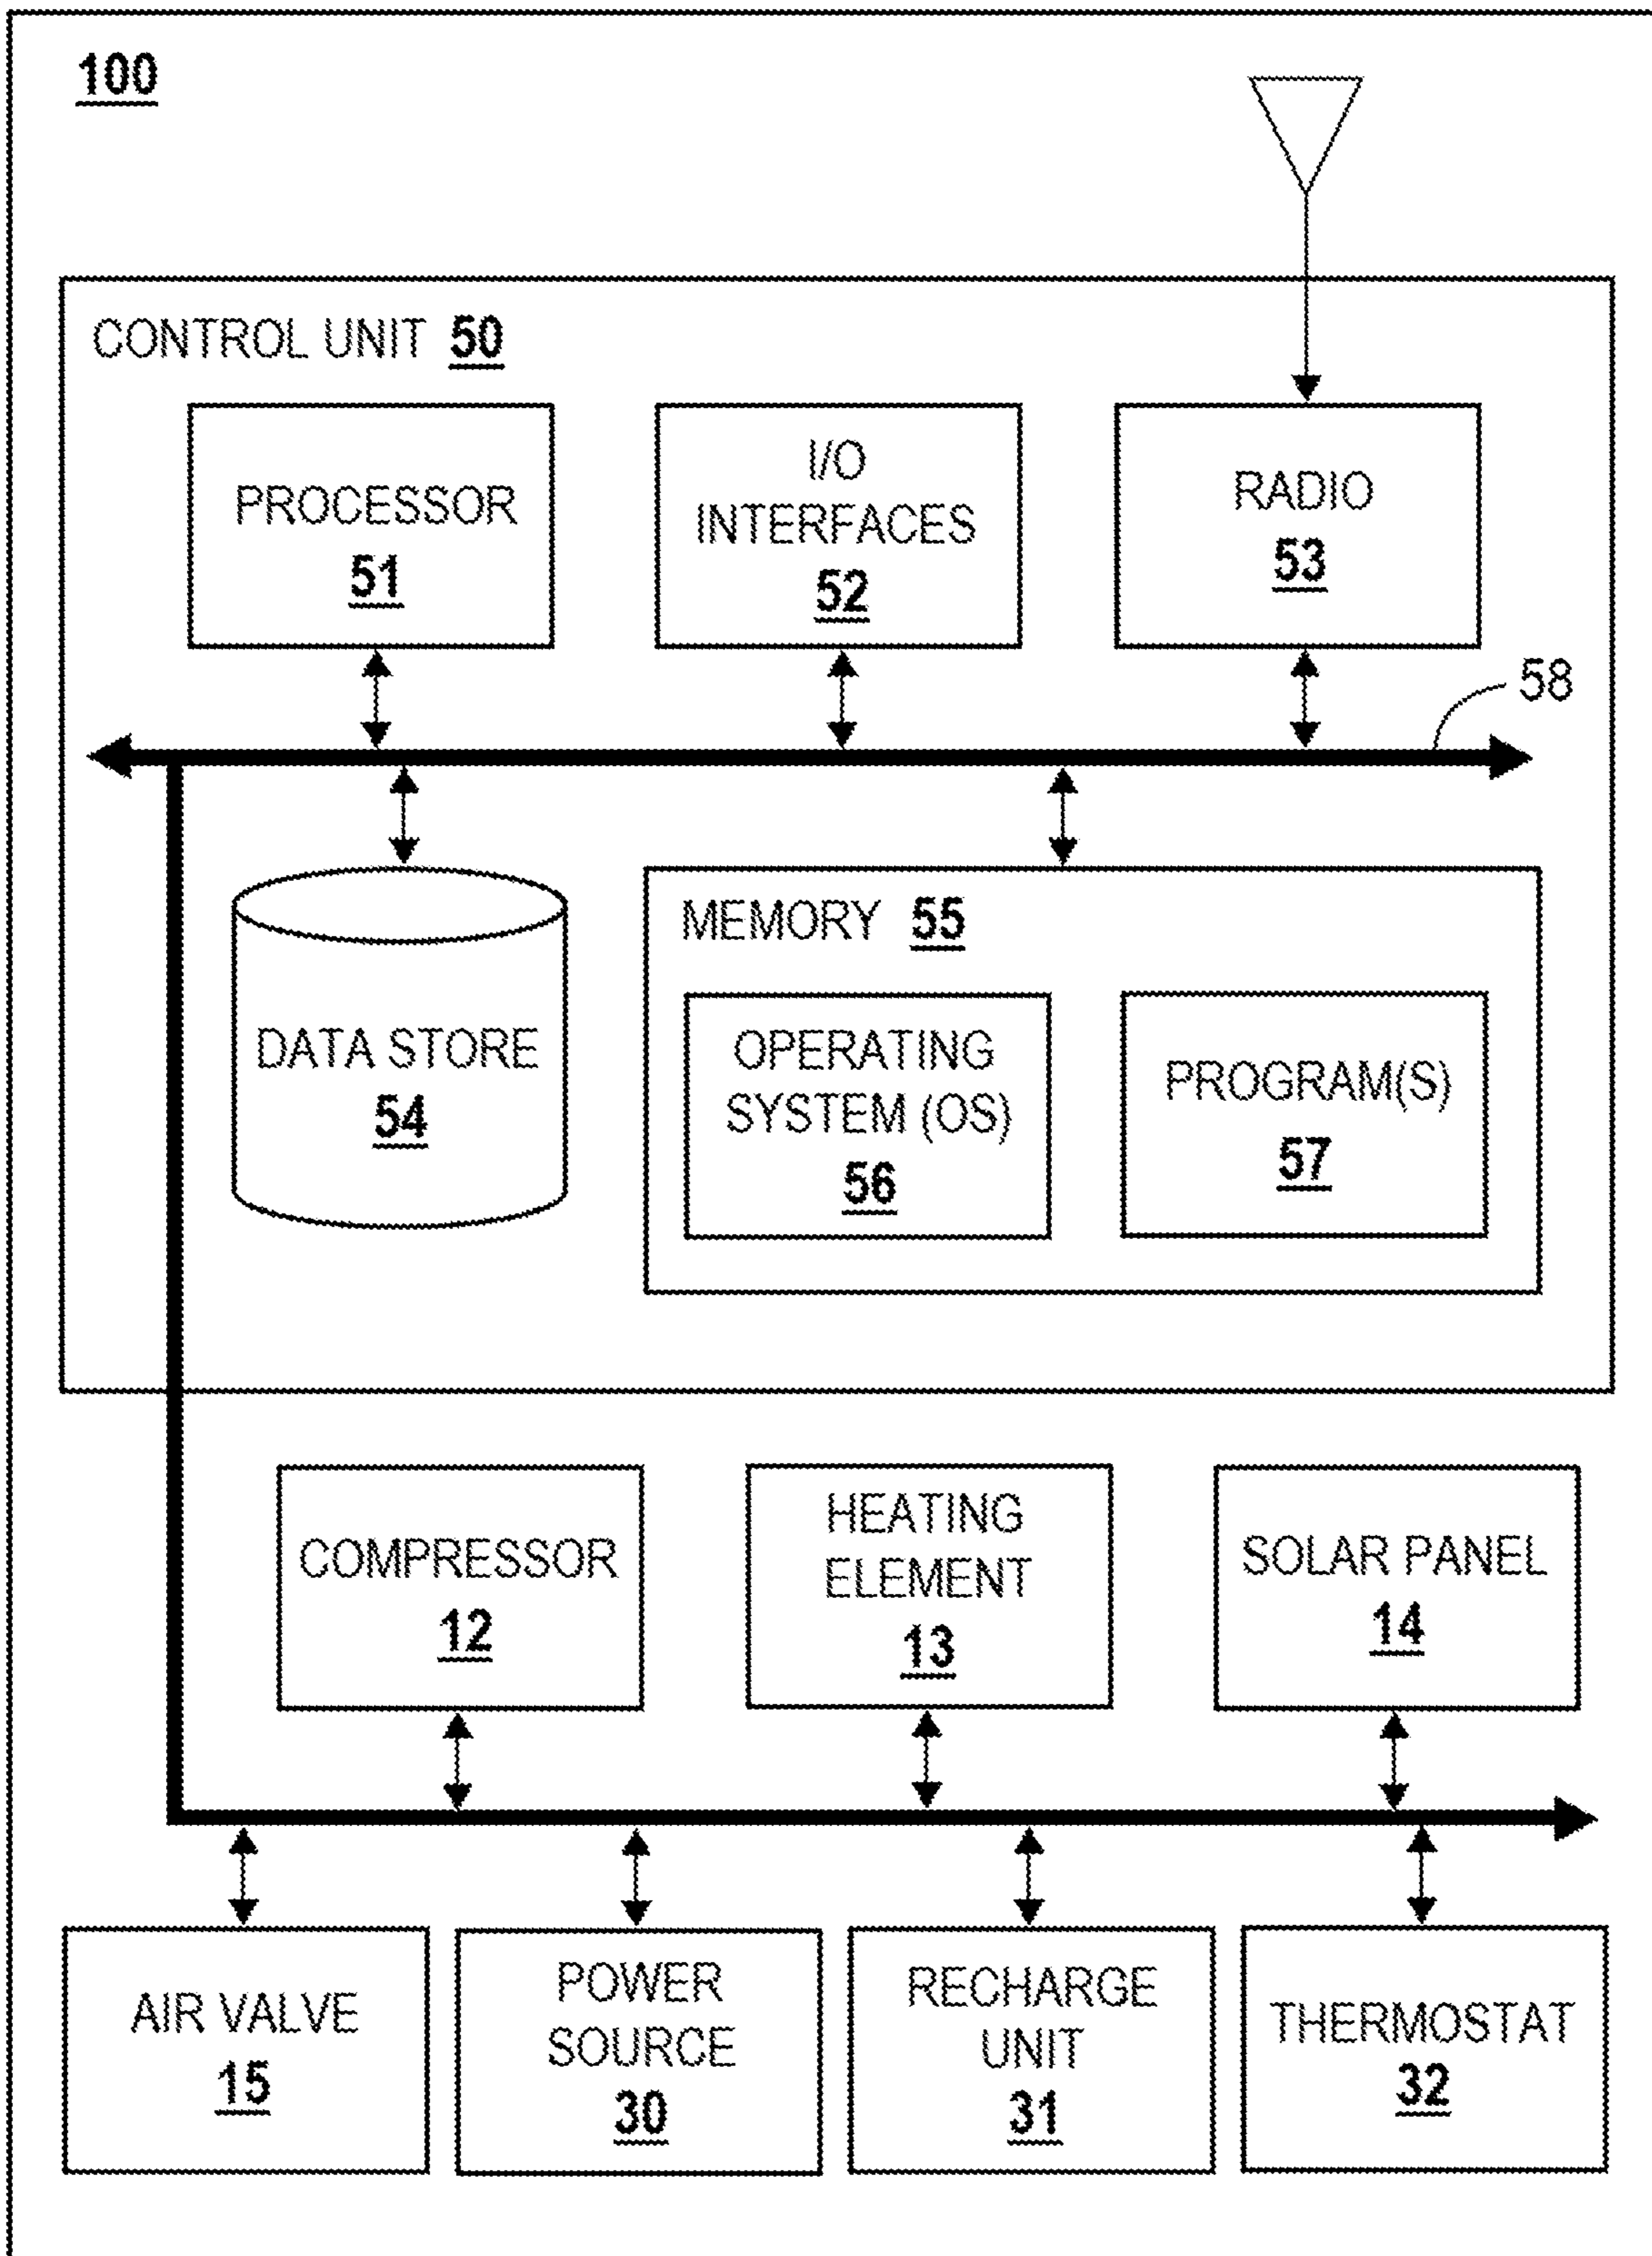 100
CONTROL UNIT 50
PROCESSOR
51
I/O
INTERFACES
52
RADIO
53
58
DATA STORE
54
MEMORY 55
OPERATING
SYSTEM (OS)
56
PROGRAM(S)
57
COMPRESSOR
12
HEATING
ELEMENT
13
SOLAR PANEL
14
AIR VALVE
15
POWER
SOURCE
30
RECHARGE
UNIT
31
THERMOSTAT
32